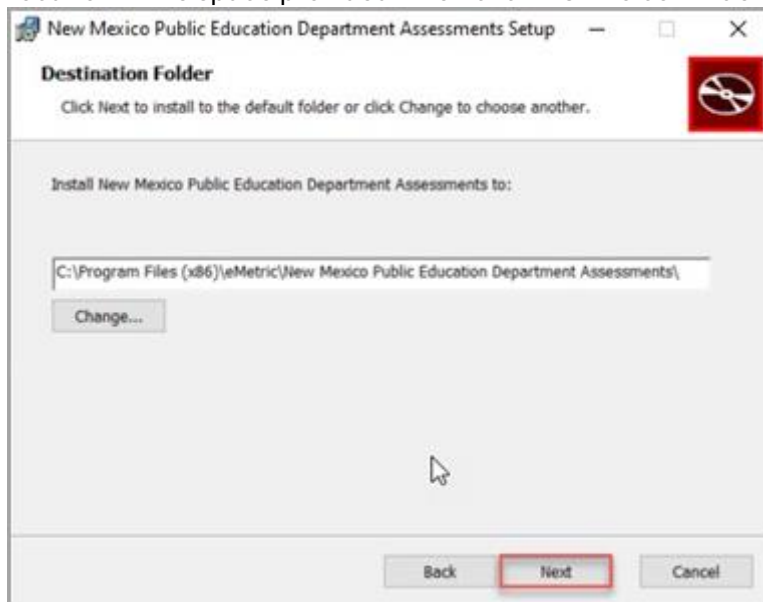 New Mexico Public Education Department Assessments Setup
Destination Folder
Click Next to install to the default folder or click Change to choose another.
Install New Mexico Public Education Department Assessments to:
C:\Program Files (x86)\eMetric\New Mexico Public Education Department Assessments\
Change...
Back Next Cancel